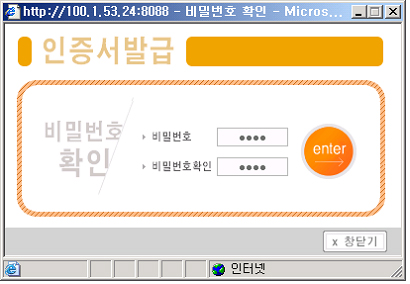 http://100.1.53.24:8088 - 비밀번호 확인 - Micros...
인증서발급
비밀번호
확인
비밀번호 ●●●●
비밀번호확인 ●●●●
enter
x 창닫기
인터넷